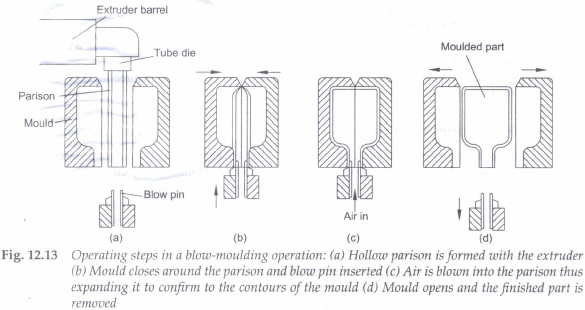 Extruder barrel
Tube die
Moulded part
Parison
Mould
Blow pin
Air in
(a)
(b)
(c)
(d)
Fig. 12.13 Operating steps in a blow-moulding operation: (a) Hollow parison is formed with the extruder
(b) Mould closes around the parison and blow pin inserted (c) Air is blown into the parison thus
expanding it to confirm to the contours of the mould (d) Mould opens and the finished part is
removed